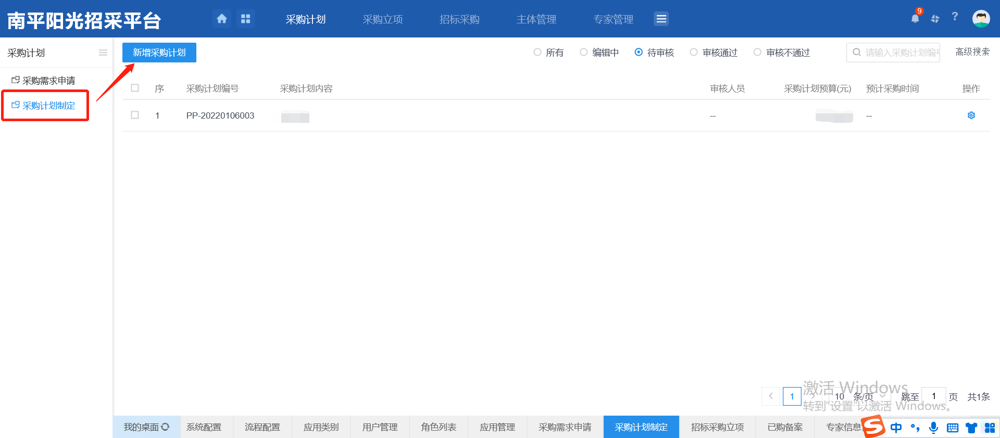 南平阳光招采平台
采购计划 采购立项 招标采购 主体管理 专家管理
9
?
采购计划
新增采购计划
所有 编辑中 待审核 审核通过 审核不通过
请输入采购计划编号
高级搜索
采购需求申请
采购计划制定
序 采购计划编号 采购计划内容 审核人员 采购计划预算(元) 预计采购时间 操作
1 PP-20220106003 -- --
激活 Windows
1 10 条/页 跳至 1 页 共1条
转到"设置"以激活 Windows。
我的桌面 系统配置 流程配置 应用类别 用户管理 角色列表 应用管理 采购需求申请 采购计划制定 招标采购立项 已购备案 专家信息
S 中 °,